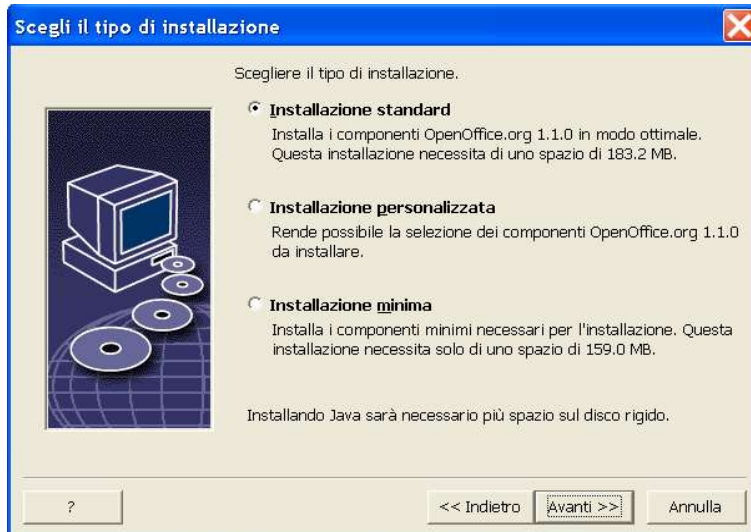 Scegli il tipo di installazione
Scegliere il tipo di installazione.
Installazione standard
Installa i componenti OpenOffice.org 1.1.0 in modo ottimale.
Questa installazione necessita di uno spazio di 183.2 MB.
Installazione personalizzata
Rende possibile la selezione dei componenti OpenOffice.org 1.1.0
da installare.
Installazione minima
Installa i componenti minimi necessari per l'installazione. Questa
installazione necessita solo di uno spazio di 159.0 MB.
Installando Java sarà necessario più spazio sul disco rigido.
? << Indietro Avanti >> Annulla